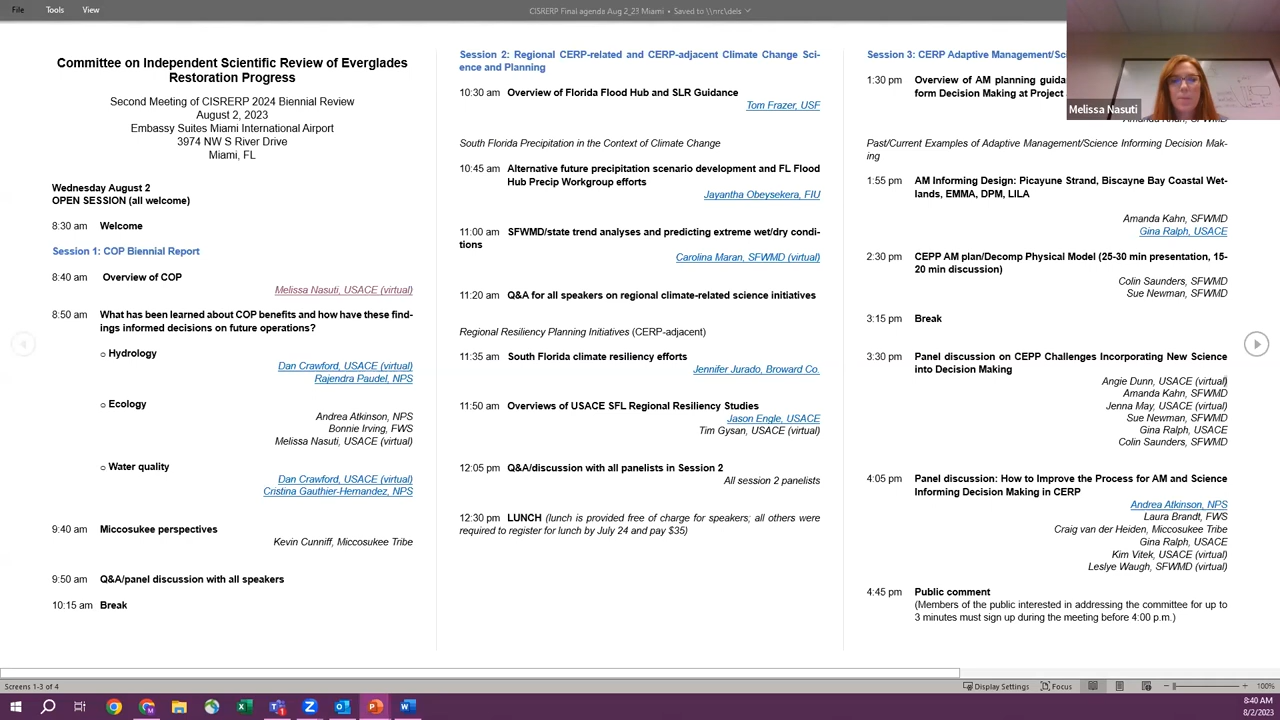 File
Tools
View
CISRERP Final agenda Aug 2_23 Miami • Saved to \\nrc\dels
Committee on Independent Scientific Review of Everglades
Restoration Progress
Second Meeting of CISRERP 2024 Biennial Review
August 2, 2023
Embassy Suites Miami International Airport
3974 NW S River Drive
Miami, FL
Wednesday August 2
OPEN SESSION (all welcome)
8:30 am Welcome
Session 1: COP Biennial Report
8:40 am Overview of COP
Melissa Nasuti, USACE (virtual)
8:50 am What has been learned about COP benefits and how have these find-
ings informed decisions on future operations?
o Hydrology
Dan Crawford, USACE (virtual)
Rajendra Paudel, NPS
o Ecology
Andrea Atkinson, NPS
Bonnie Irving, FWS
Melissa Nasuti, USACE (virtual)
o Water quality
Dan Crawford, USACE (virtual)
Cristina Gauthier-Hernandez, NPS
9:40 am Miccosukee perspectives
Kevin Cunniff, Miccosukee Tribe
9:50 am Q&A/panel discussion with all speakers
10:15 am Break
Session 2: Regional CERP-related and CERP-adjacent Climate Change Sci-
ence and Planning
10:30 am Overview of Florida Flood Hub and SLR Guidance
Tom Frazer, USF
South Florida Precipitation in the Context of Climate Change
10:45 am Alternative future precipitation scenario development and FL Flood
Hub Precip Workgroup efforts
Jayantha Obeysekera, FIU
11:00 am SFWMD/state trend analyses and predicting extreme wet/dry condi-
tions
Carolina Maran, SFWMD (virtual)
11:20 am Q&A for all speakers on regional climate-related science initiatives
Regional Resiliency Planning Initiatives (CERP-adjacent)
11:35 am South Florida climate resiliency efforts
Jennifer Jurado, Broward Co.
11:50 am Overviews of USACE SFL Regional Resiliency Studies
Jason Engle, USACE
Tim Gysan, USACE (virtual)
12:05 pm Q&A/discussion with all panelists in Session 2
All session 2 panelists
12:30 pm LUNCH (lunch is provided free of charge for speakers; all others were
required to register for lunch by July 24 and pay $35)
Session 3: CERP Adaptive Management/Sc
1:30 pm Overview of AM planning guida
form Decision Making at Project
Melissa Nasuti
Past/Current Examples of Adaptive Management/Science Informing Decision Mak-
ing
1:55 pm AM Informing Design: Picayune Strand, Biscayne Bay Coastal Wet-
lands, EMMA, DPM, LILA
Amanda Kahn, SFWMD
Gina Ralph, USACE
2:30 pm CEPP AM plan/Decomp Physical Model (25-30 min presentation, 15-
20 min discussion)
Colin Saunders, SFWMD
Sue Newman, SFWMD
3:15 pm Break
3:30 pm Panel discussion on CEPP Challenges Incorporating New Science
into Decision Making
Angie Dunn, USACE (virtual)
Amanda Kahn, SFWMD
Jenna May, USACE (virtual)
Sue Newman, SFWMD
Gina Ralph, USACE
Colin Saunders, SFWMD
4:05 pm Panel discussion: How to Improve the Process for AM and Science
Informing Decision Making in CERP
Andrea Atkinson, NPS
Laura Brandt, FWS
Craig van der Heiden, Miccosukee Tribe
Gina Ralph, USACE
Kim Vitek, USACE (virtual)
Leslye Waugh, SFWMD (virtual)
4:45 pm Public comment
(Members of the public interested in addressing the committee for up to
3 minutes must sign up during the meeting before 4:00 p.m.)
Screens 1-3 of 4
Display Settings
Focus
100%
8:40 AM
8/2/2023